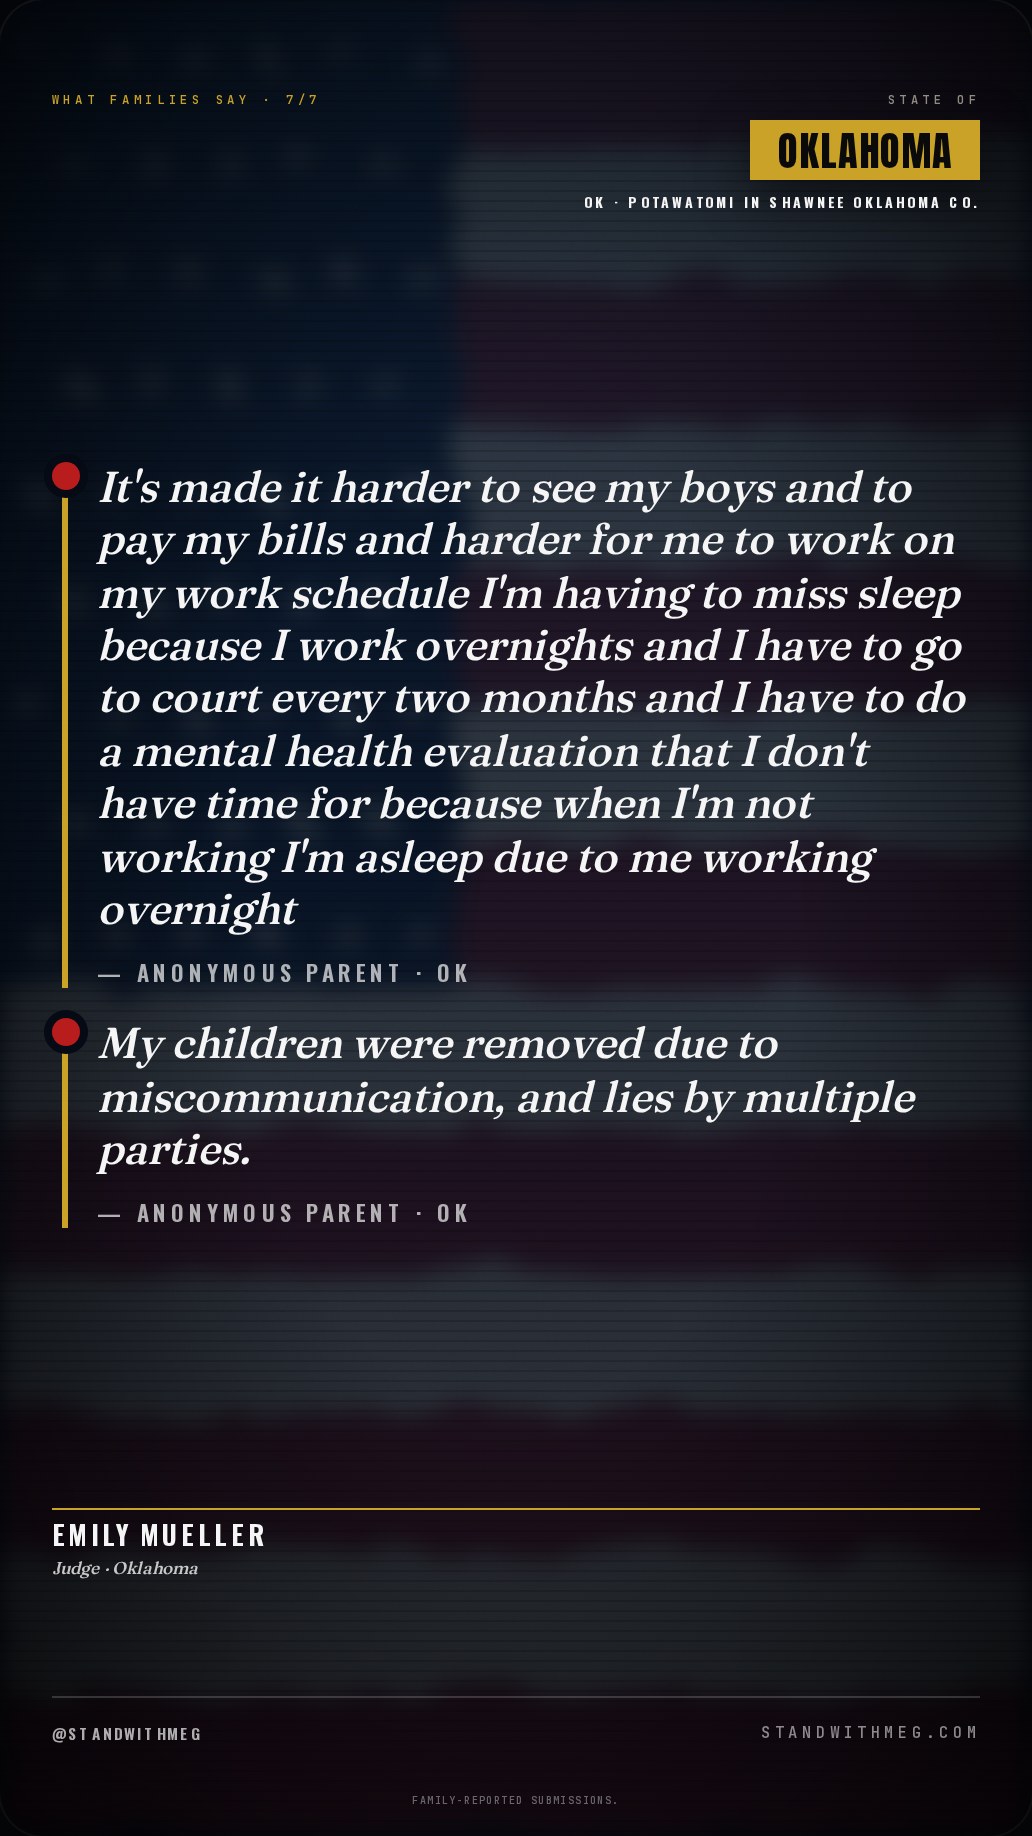 WHAT FAMILIES SAY · 7/7
STATE OF
OKLAHOMA
OK · POTAWATOMI IN SHAWNEE OKLAHOMA CO.
It's made it harder to see my boys and to
pay my bills and harder for me to work on
my work schedule I'm having to miss sleep
because I work overnights and I have to go
to court every two months and I have to do
a mental health evaluation that I don't
have time for because when I'm not
working I'm asleep due to me working
overnight
— ANONYMOUS PARENT · OK
My children were removed due to
miscommunication, and lies by multiple
parties.
— ANONYMOUS PARENT · OK
EMILY MUELLER
Judge · Oklahoma
@STANDWITHMEG
STANDWITHMEG.COM
FAMILY-REPORTED SUBMISSIONS.